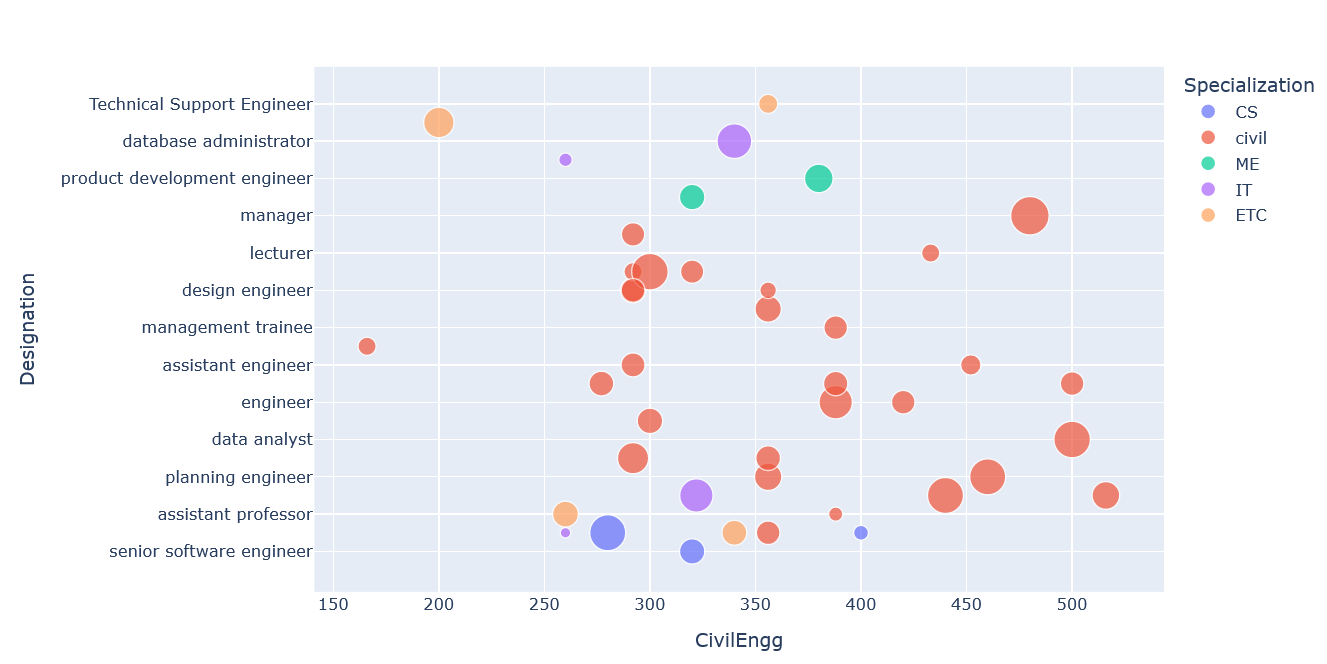 Specialization
CS
civil
ME
IT
ETC
Designation
Technical Support Engineer
database administrator
product development engineer
manager
lecturer
design engineer
management trainee
assistant engineer
engineer
data analyst
planning engineer
assistant professor
senior software engineer
150 200 250 300 350 400 450 500
CivilEngg